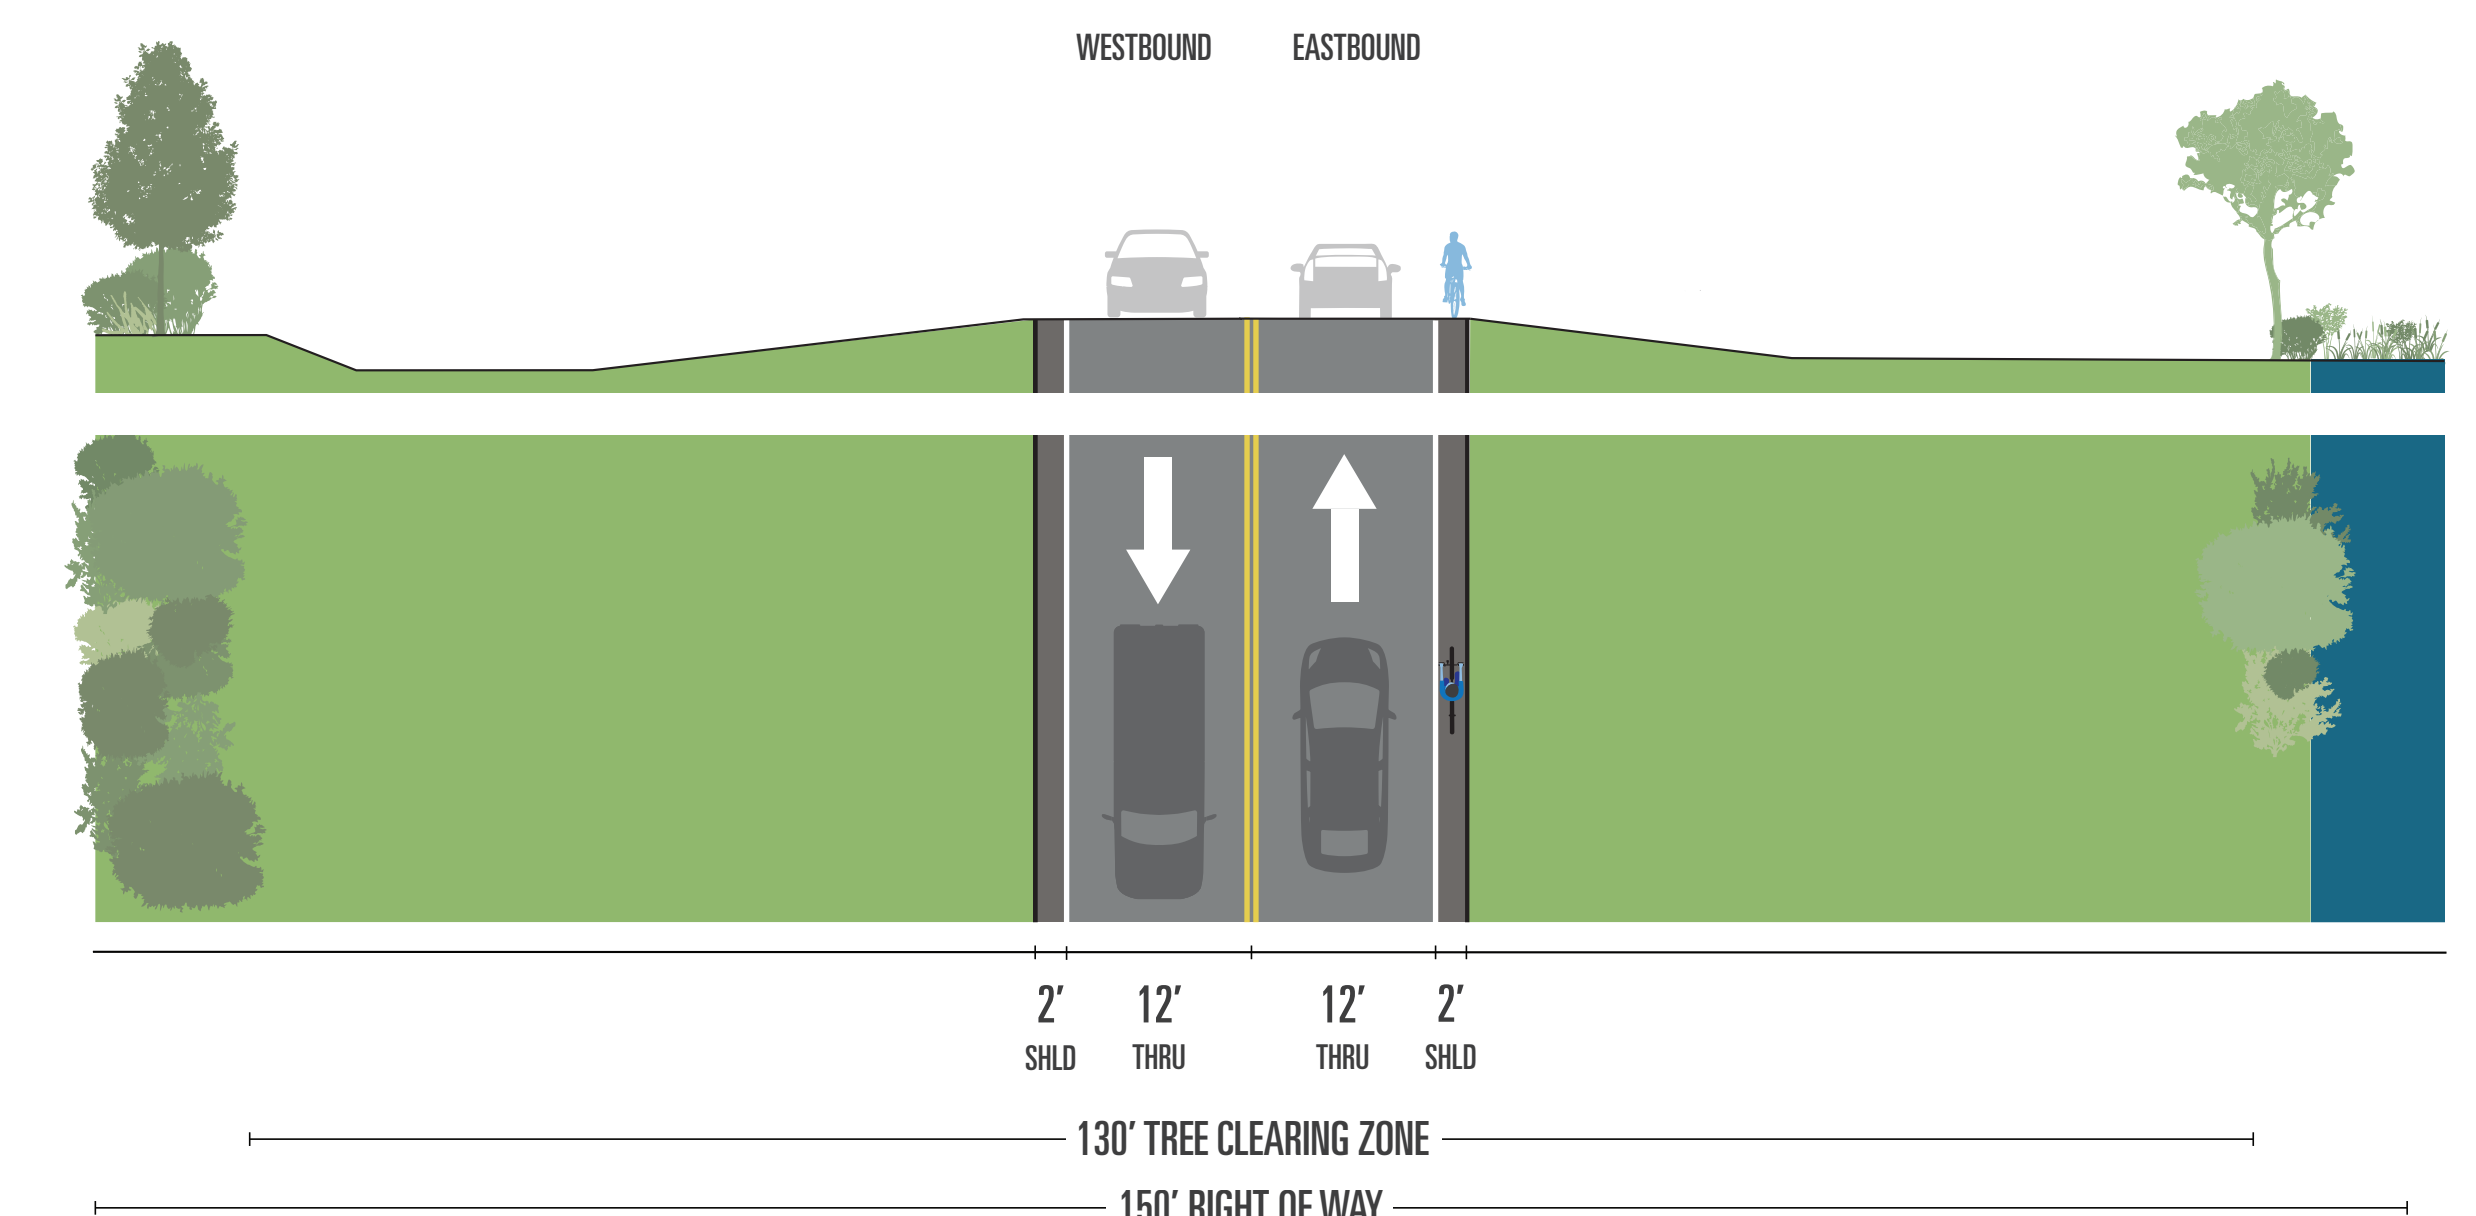 WESTBOUND EASTBOUND
2’ 12’ 12’ 2’
SHLD THRU THRU SHLD
130’ TREE CLEARING ZONE
150’ RIGHT OF WAY